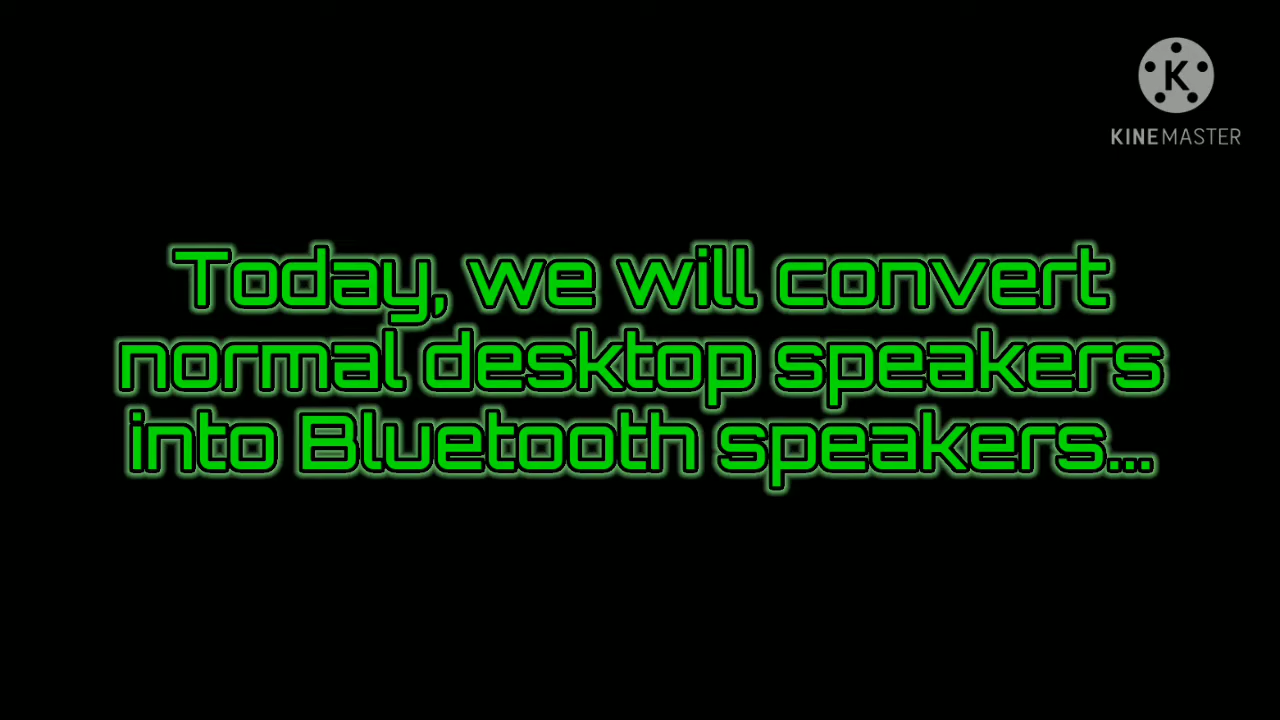 K
KINEMASTER
Today, we will convert
normal desktop speakers
into Bluetooth speakers...